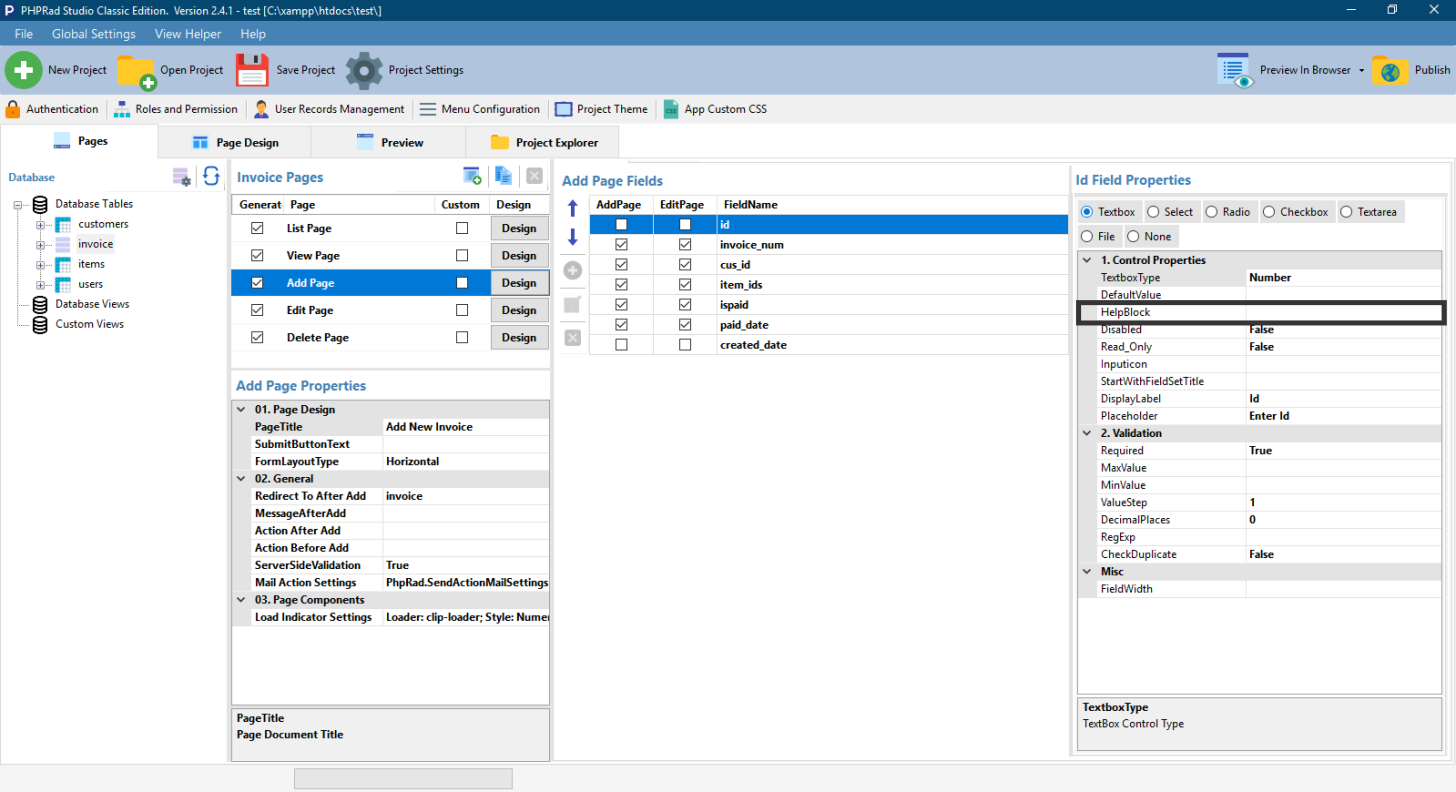 PHPRad Studio Classic Edition. Version 2.4.1 - test [C:\xampp\htdocs\test\]
File Global Settings View Helper Help
New Project Open Project Save Project Project Settings Preview In Browser Publish
Authentication Roles and Permission User Records Management Menu Configuration Project Theme App Custom CSS
Pages Page Design Preview Project Explorer
Database
Database Tables
customers
invoice
items
users
Database Views
Custom Views
Invoice Pages
Generat Page Custom Design
List Page Design
View Page Design
Add Page Design
Edit Page Design
Delete Page Design
Add Page Properties
01. Page Design
PageTitle Add New Invoice
SubmitButtonText
FormLayoutType Horizontal
02. General
Redirect To After Add invoice
MessageAfterAdd
Action After Add
Action Before Add
ServerSideValidation True
Mail Action Settings PhpRad.SendActionMailSettings
03. Page Components
Load Indicator Settings Loader: clip-loader; Style: Numer
PageTitle
Page Document Title
Add Page Fields
AddPage EditPage FieldName
id
invoice_num
cus_id
item_ids
ispaid
paid_date
created_date
Id Field Properties
Textbox Select Radio Checkbox Textarea
File None
1. Control Properties
TextboxType Number
DefaultValue
HelpBlock
Disabled False
Read_Only False
Inputicon
StartWithFieldSetTitle
DisplayLabel Id
Placeholder Enter Id
2. Validation
Required True
MaxValue
MinValue
ValueStep 1
DecimalPlaces 0
RegExp
CheckDuplicate False
Misc
FieldWidth
TextboxType
TextBox Control Type